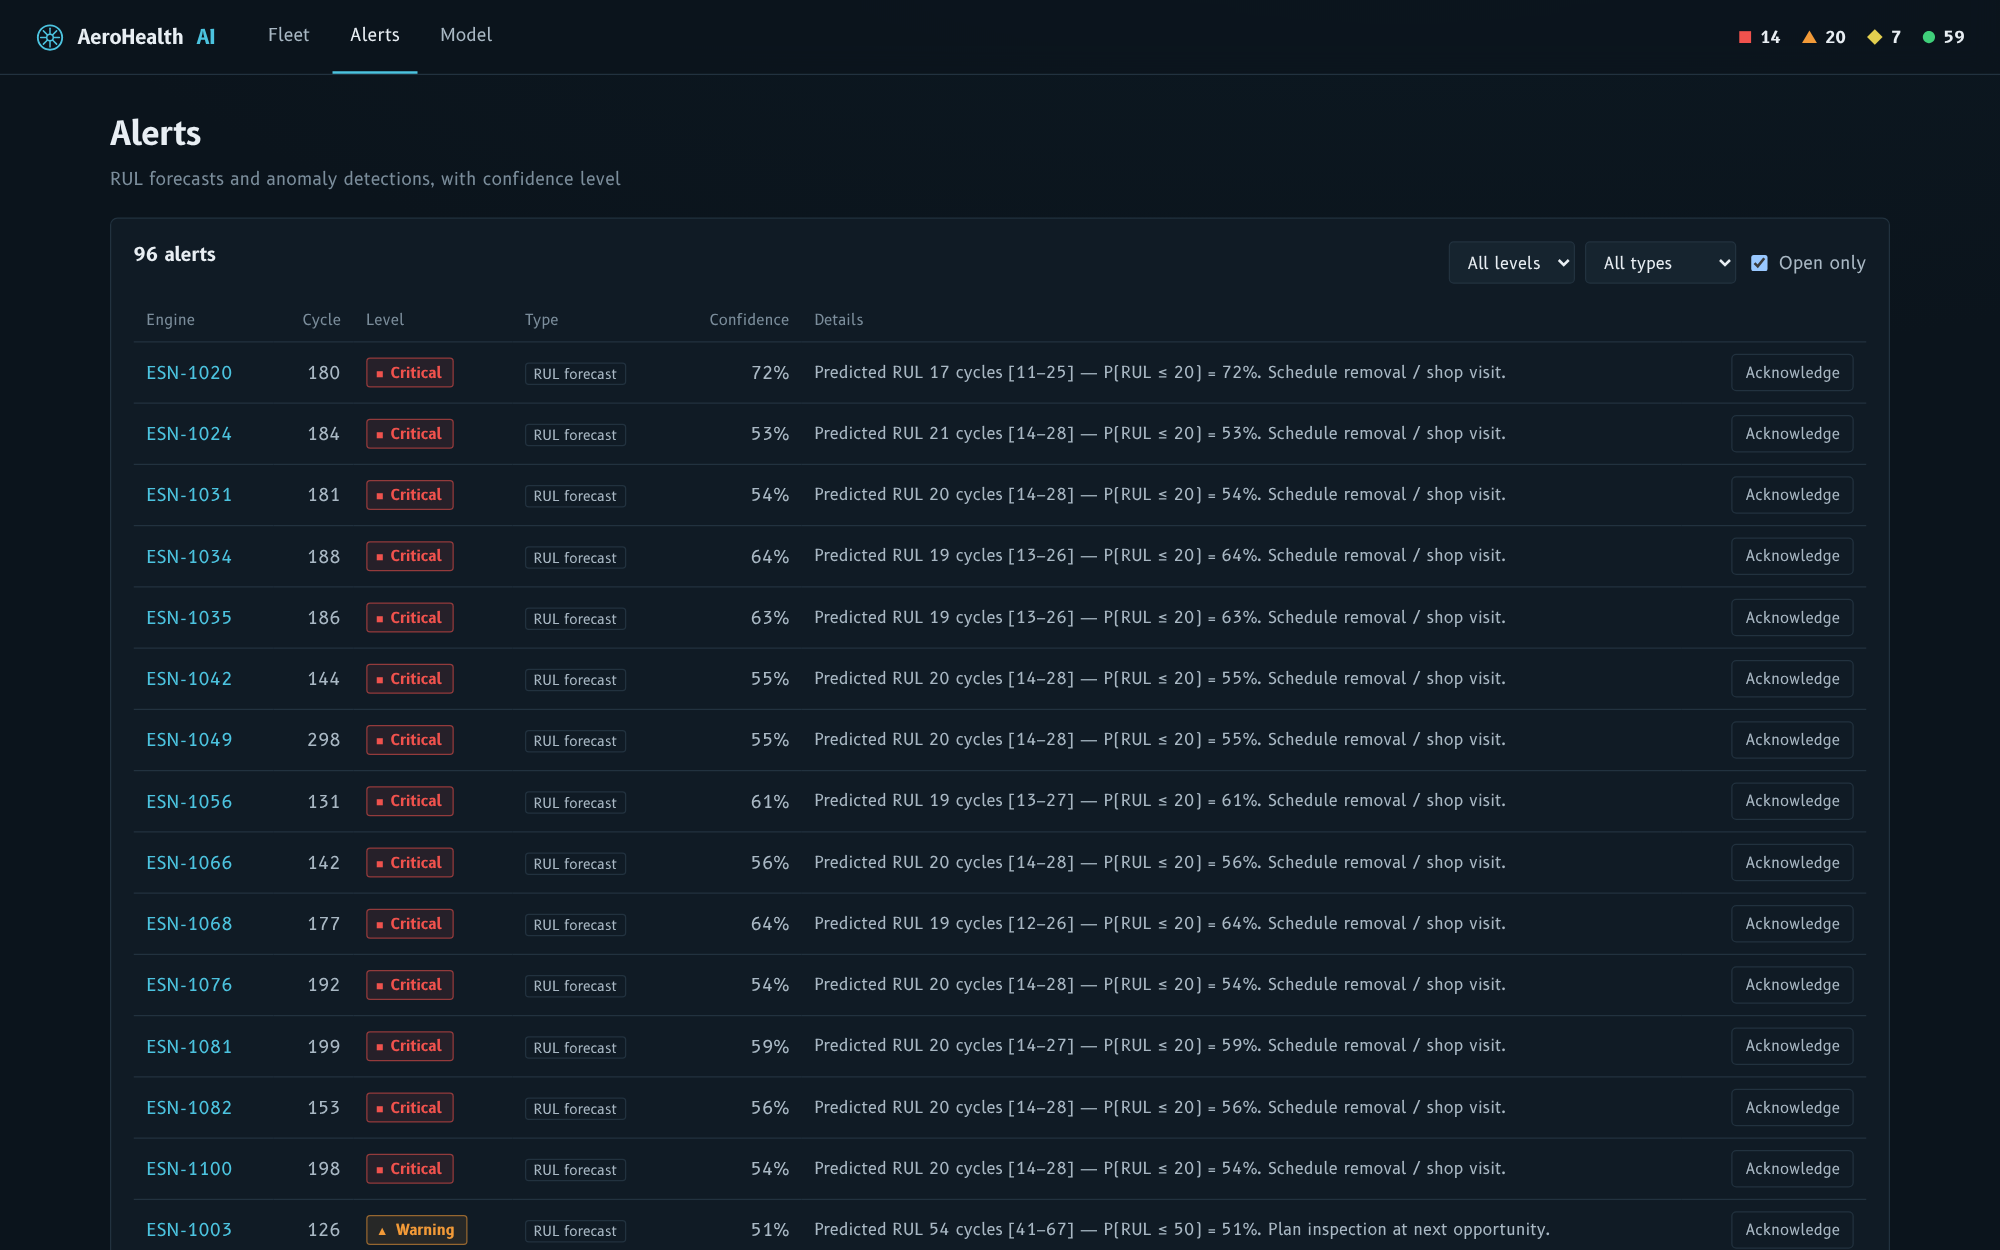 AeroHealth AI Fleet Alerts Model 14 20 7 59
Alerts
RUL forecasts and anomaly detections, with confidence level
96 alerts All levels All types Open only
Engine Cycle Level Type Confidence Details
ESN-1020 180 Critical RUL forecast 72% Predicted RUL 17 cycles [11–25] — P(RUL ≤ 20) = 72%. Schedule removal / shop visit. Acknowledge
ESN-1024 184 Critical RUL forecast 53% Predicted RUL 21 cycles [14–28] — P(RUL ≤ 20) = 53%. Schedule removal / shop visit. Acknowledge
ESN-1031 181 Critical RUL forecast 54% Predicted RUL 20 cycles [14–28] — P(RUL ≤ 20) = 54%. Schedule removal / shop visit. Acknowledge
ESN-1034 188 Critical RUL forecast 64% Predicted RUL 19 cycles [13–26] — P(RUL ≤ 20) = 64%. Schedule removal / shop visit. Acknowledge
ESN-1035 186 Critical RUL forecast 63% Predicted RUL 19 cycles [13–26] — P(RUL ≤ 20) = 63%. Schedule removal / shop visit. Acknowledge
ESN-1042 144 Critical RUL forecast 55% Predicted RUL 20 cycles [14–28] — P(RUL ≤ 20) = 55%. Schedule removal / shop visit. Acknowledge
ESN-1049 298 Critical RUL forecast 55% Predicted RUL 20 cycles [14–28] — P(RUL ≤ 20) = 55%. Schedule removal / shop visit. Acknowledge
ESN-1056 131 Critical RUL forecast 61% Predicted RUL 19 cycles [13–27] — P(RUL ≤ 20) = 61%. Schedule removal / shop visit. Acknowledge
ESN-1066 142 Critical RUL forecast 56% Predicted RUL 20 cycles [14–28] — P(RUL ≤ 20) = 56%. Schedule removal / shop visit. Acknowledge
ESN-1068 177 Critical RUL forecast 64% Predicted RUL 19 cycles [12–26] — P(RUL ≤ 20) = 64%. Schedule removal / shop visit. Acknowledge
ESN-1076 192 Critical RUL forecast 54% Predicted RUL 20 cycles [14–28] — P(RUL ≤ 20) = 54%. Schedule removal / shop visit. Acknowledge
ESN-1081 199 Critical RUL forecast 59% Predicted RUL 20 cycles [14–27] — P(RUL ≤ 20) = 59%. Schedule removal / shop visit. Acknowledge
ESN-1082 153 Critical RUL forecast 56% Predicted RUL 20 cycles [14–28] — P(RUL ≤ 20) = 56%. Schedule removal / shop visit. Acknowledge
ESN-1100 198 Critical RUL forecast 54% Predicted RUL 20 cycles [14–28] — P(RUL ≤ 20) = 54%. Schedule removal / shop visit. Acknowledge
ESN-1003 126 Warning RUL forecast 51% Predicted RUL 54 cycles [41–67] — P(RUL ≤ 50) = 51%. Plan inspection at next opportunity. Acknowledge